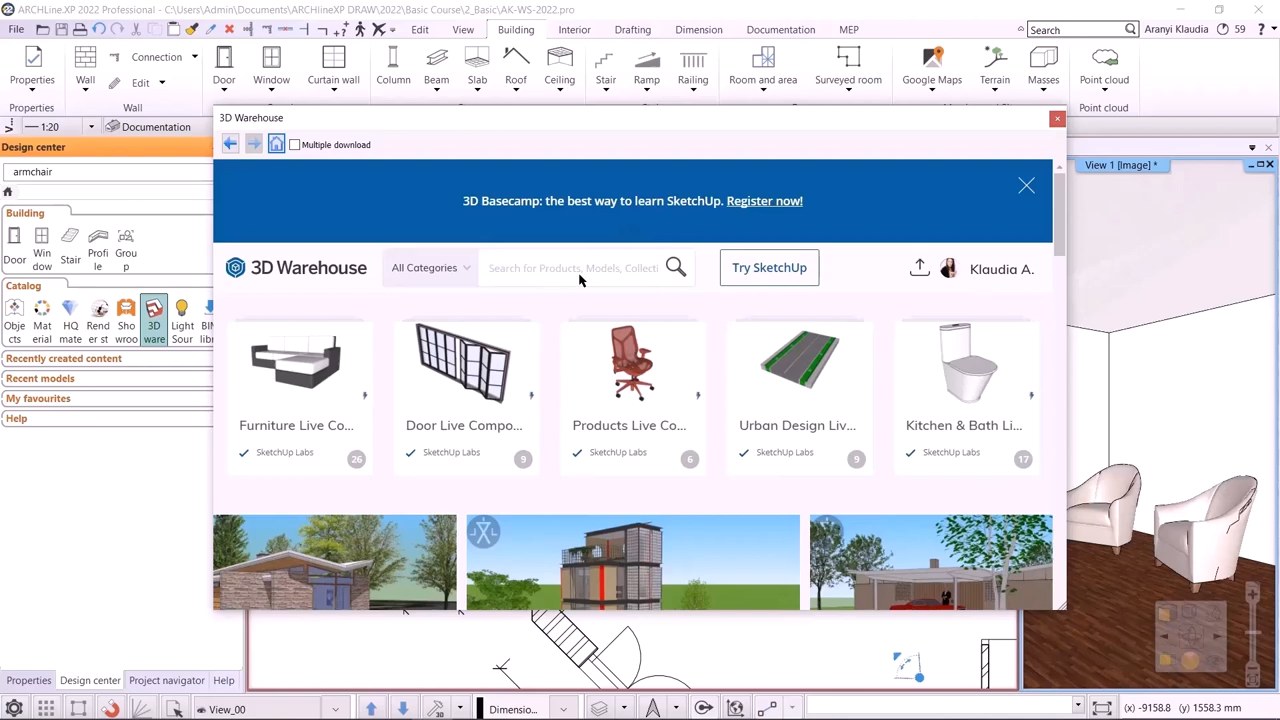 ARCHLine.XP 2022 Professional - C:\Users\Admin\Documents\ARCHlineXP DRAW\2022\Basic Course\2_Basic\AK-WS-2022.pro
File Edit View Building Interior Drafting Dimension Documentation MEP Search Aranyi Klaudia 59 ?
Properties Wall Connection Edit Door Window Curtain wall Column Beam Slab Roof Ceiling Stair Ramp Railing Room and area Surveyed room Google Maps Terrain Masses Point cloud
Properties Wall Point cloud
1:20 Documentation
Design center
armchair
Building
Door
Win
dow
Stair
Profi
le
Grou
p
Catalog
Obje
cts
Mat
erial
HQ
mate
Rend
er st
Sho
wroo
3D
ware
Light
Sour
Recently created content
Recent models
My favourites
Help
3D Warehouse
Multiple download
3D Basecamp: the best way to learn SketchUp. Register now!
3D Warehouse All Categories Search for Products, Models, Collecti Try SketchUp Klaudia A.
Furniture Live Co... Door Live Compo... Products Live Co... Urban Design Liv... Kitchen & Bath Li...
SketchUp Labs 26 SketchUp Labs 9 SketchUp Labs 6 SketchUp Labs 9 SketchUp Labs 17
View 1 [Image] *
Properties Design center Project navigator Help
View_00 3D Dimensio... (x) -9158.8 (y) 1558.3 mm